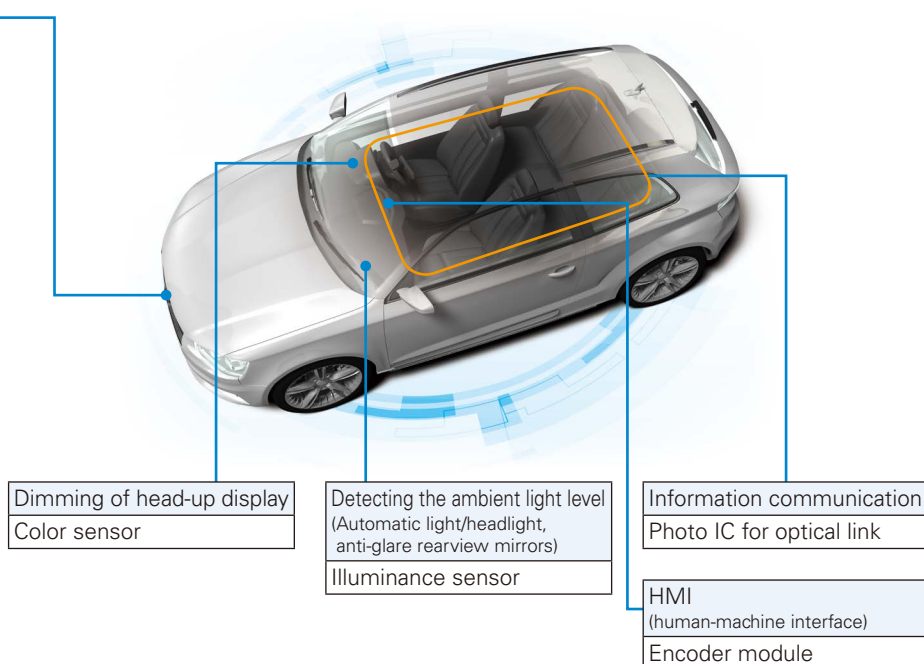 Dimming of head-up display
Color sensor
Detecting the ambient light level
(Automatic light/headlight,
anti-glare rearview mirrors)
Illuminance sensor
Information communication
Photo IC for optical link
HMI
(human-machine interface)
Encoder module